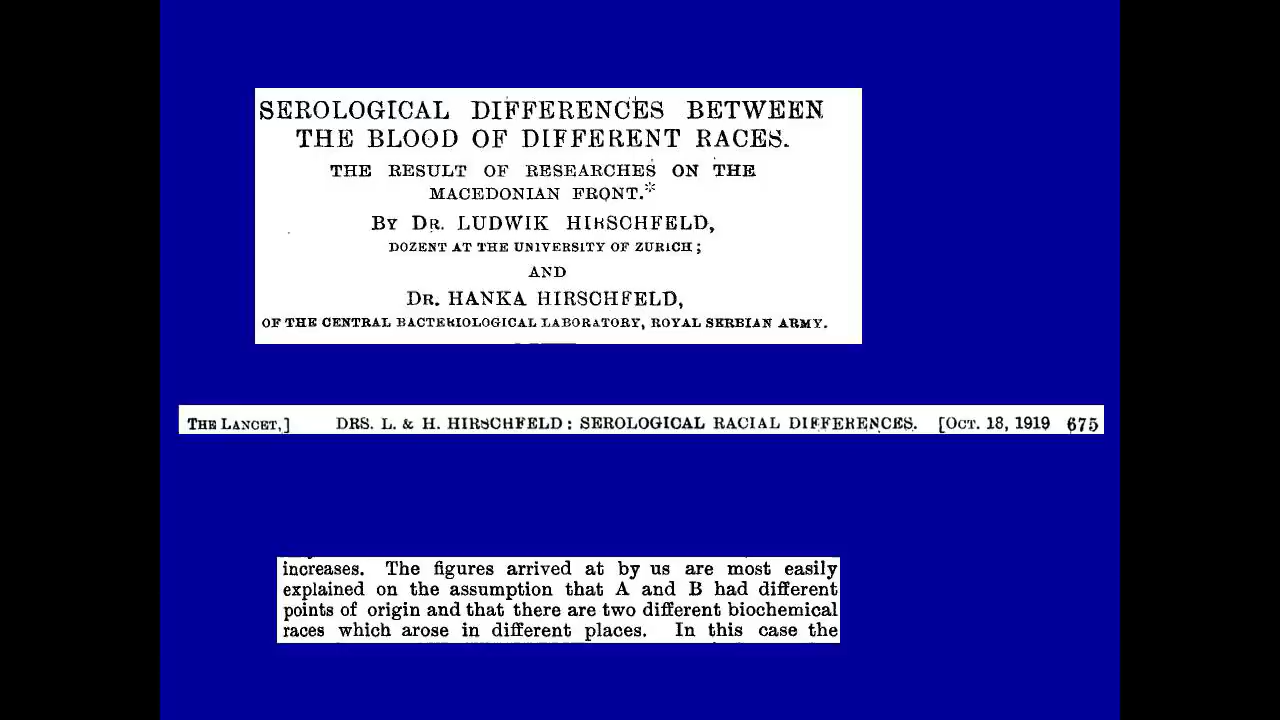 SEROLOGICAL DIFFERENCES BETWEEN
THE BLOOD OF DIFFERENT RACES.
THE RESULT OF RESEARCHES ON THE
MACEDONIAN FRONT.*
BY DR. LUDWIK HIRSCHFELD,
DOZENT AT THE UNIVERSITY OF ZURICH;
AND
DR. HANKA HIRSCHFELD,
OF THE CENTRAL BACTERIOLOGICAL LABORATORY, ROYAL SERBIAN ARMY.
THE LANCET,] DRS. L. & H. HIRSCHFELD: SEROLOGICAL RACIAL DIFFERENCES. [OCT. 18, 1919 675
increases. The figures arrived at by us are most easily
explained on the assumption that A and B had different
points of origin and that there are two different biochemical
races which arose in different places. In this case the